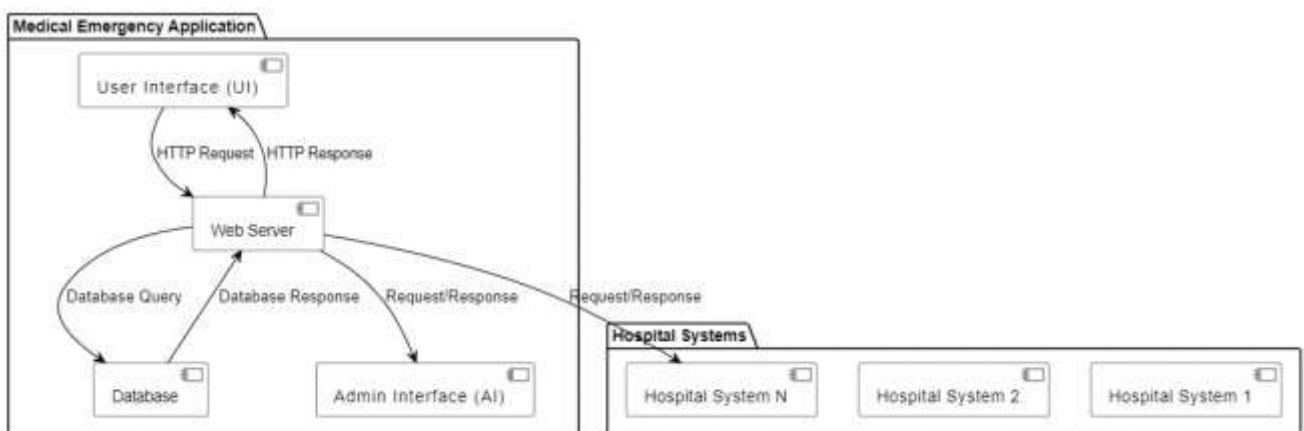 Medical Emergency Application
User Interface (UI)
HTTP Request
HTTP Response
Web Server
Database Query
Database Response
Request/Response
Request/Response
Hospital Systems
Database
Admin Interface (AI)
Hospital System N
Hospital System 2
Hospital System 1